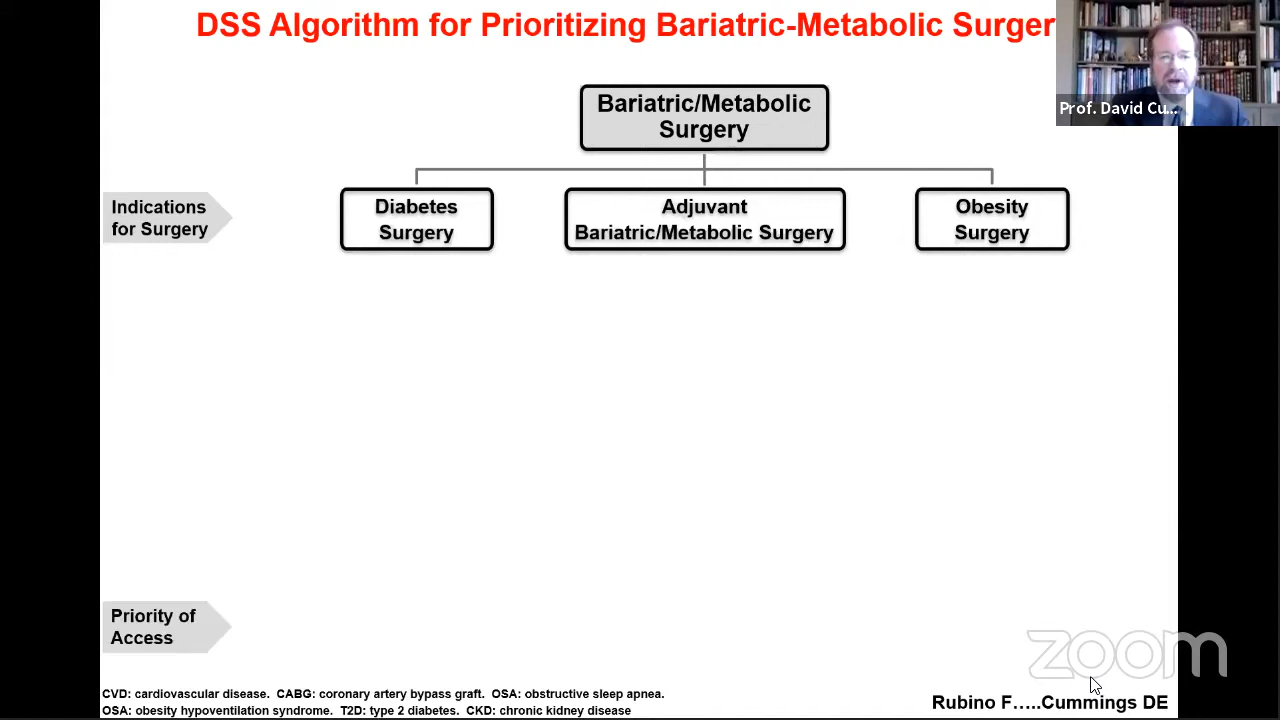 DSS Algorithm for Prioritizing Bariatric-Metabolic Surger
Prof. David Cu...
Bariatric/Metabolic
Surgery
Indications
for Surgery
Diabetes
Surgery
Adjuvant
Bariatric/Metabolic Surgery
Obesity
Surgery
Priority of
Access
zoom
CVD: cardiovascular disease. CABG: coronary artery bypass graft. OSA: obstructive sleep apnea.
OSA: obesity hypoventilation syndrome. T2D: type 2 diabetes. CKD: chronic kidney disease
Rubino F…..Cummings DE